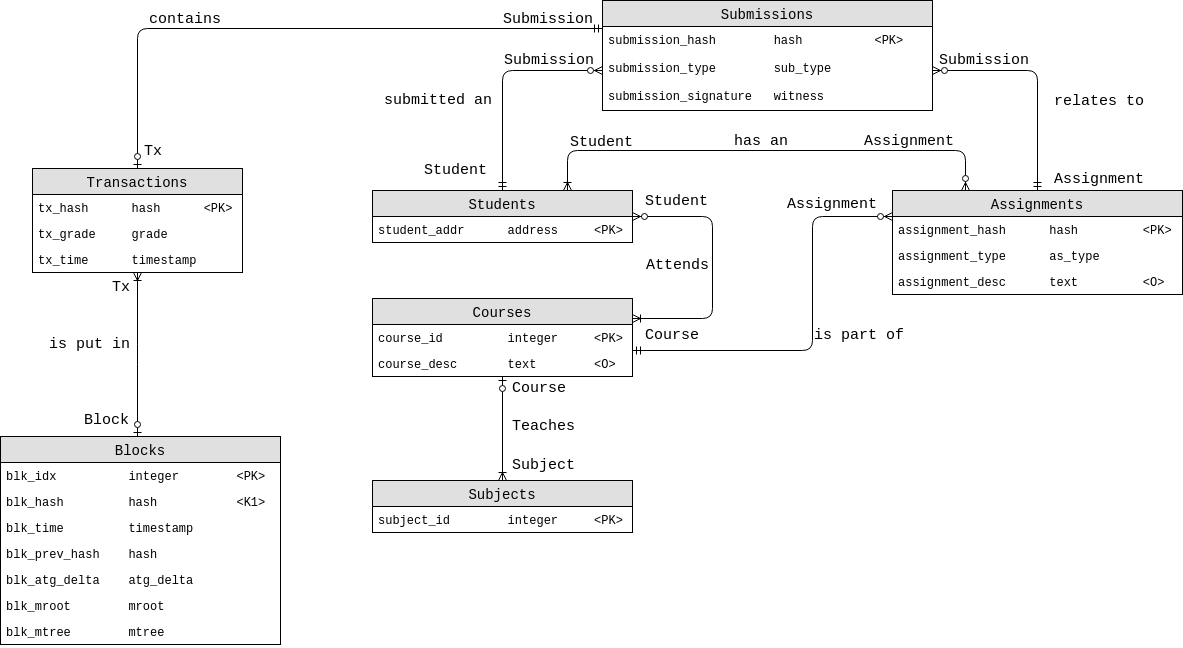 contains
Submission
Submissions
submission_hash hash <PK>
submission_type sub_type
submission_signature witness
Submission
Submission
submitted an
relates to
Student
has an
Assignment
Tx
Student
Assignment
Transactions
tx_hash hash <PK>
tx_grade grade
tx_time timestamp
Students
student_addr address <PK>
Student
Assignment
Assignments
assignment_hash hash <PK>
assignment_type as_type
assignment_desc text <O>
Attends
Tx
is put in
Block
Courses
course_id integer <PK>
course_desc text <O>
Course
is part of
Course
Teaches
Subject
Blocks
blk_idx integer <PK>
blk_hash hash <K1>
blk_time timestamp
blk_prev_hash hash
blk_atg_delta atg_delta
blk_mroot mroot
blk_mtree mtree
Subjects
subject_id integer <PK>